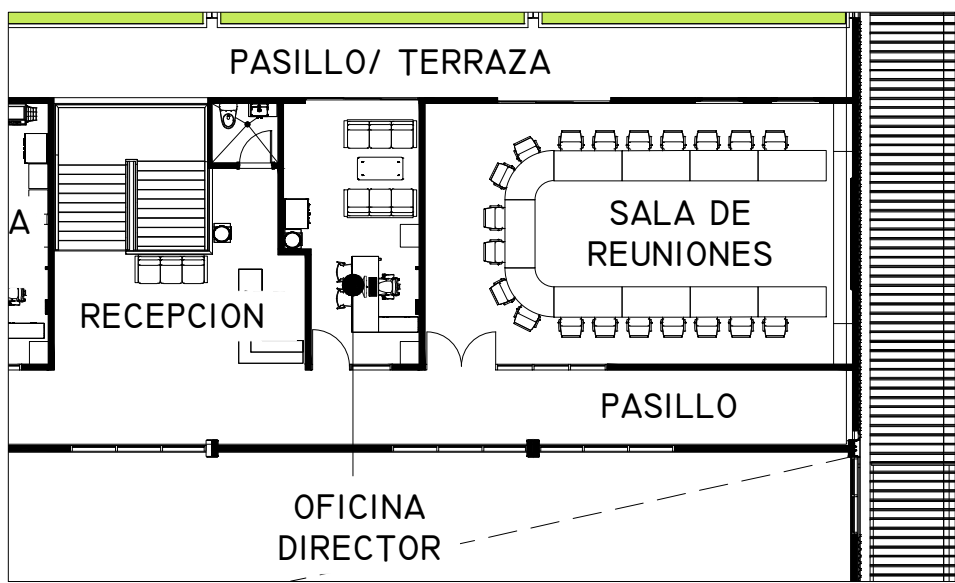 PASILLO/ TERRAZA
A
SALA DE
REUNIONES
RECEPCION
PASILLO
OFICINA
DIRECTOR